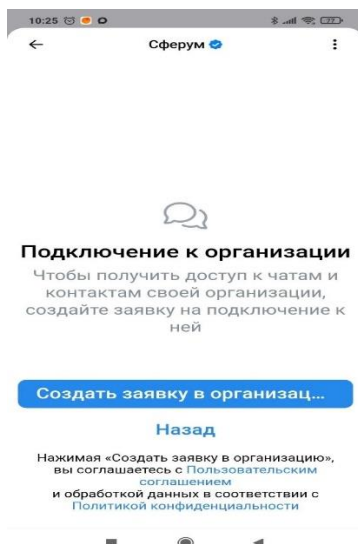 10:25
77
Сферум
Подключение к организации
Чтобы получить доступ к чатам и
контактам своей организации,
создайте заявку на подключение к
ней
Создать заявку в организац...
Назад
Нажимая «Создать заявку в организацию»,
вы соглашаетесь с Пользовательским
соглашением
и обработкой данных в соответствии с
Политикой конфиденциальности